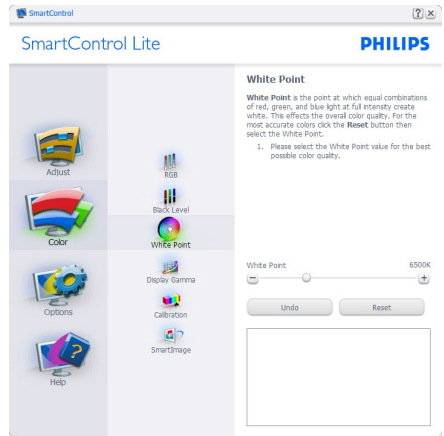 SmartControl
SmartControl Lite
PHILIPS
Adjust
Color
Options
Help
RGB
Black Level
White Point
Display Gamma
Calibration
SmartImage
White Point
White Point is the point at which equal combinations
of red, green, and blue light at full intensity create
white. This effects the overall color quality. For the
most accurate colors click the Reset button then
select the White Point.
1. Please select the White Point value for the best
possible color quality.
White Point 6500K
Undo Reset